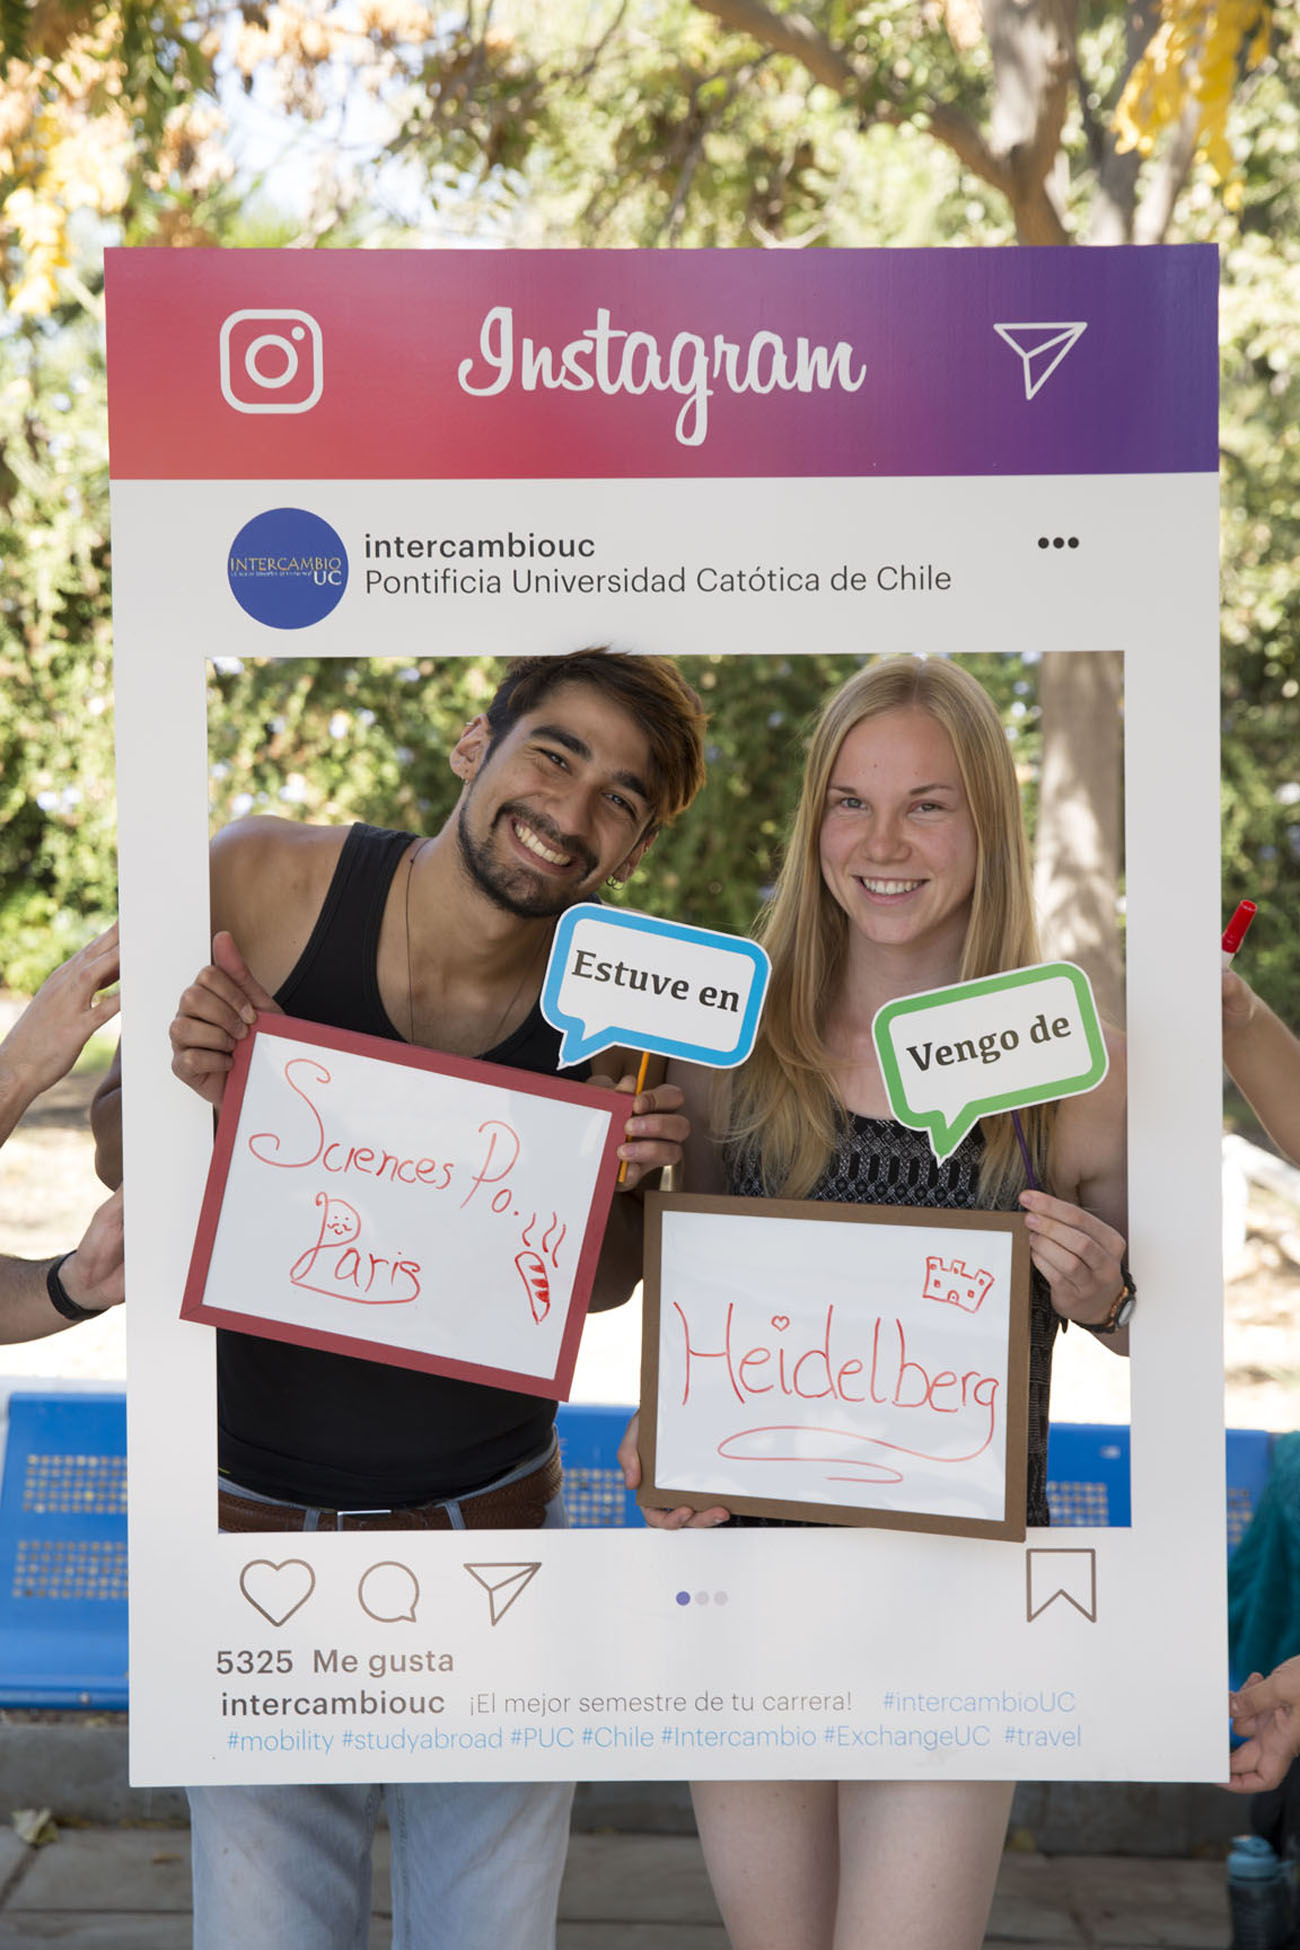 Instagram
INTERCAMBIO
UC
intercambiouc
Pontificia Universidad Catótica de Chile
Estuve en
Vengo de
Sciences Po.
Paris
Heidelberg
5325 Me gusta
intercambiouc ¡El mejor semestre de tu carrera! #intercambioUC
#mobility #studyabroad #PUC #Chile #Intercambio #ExchangeUC #travel